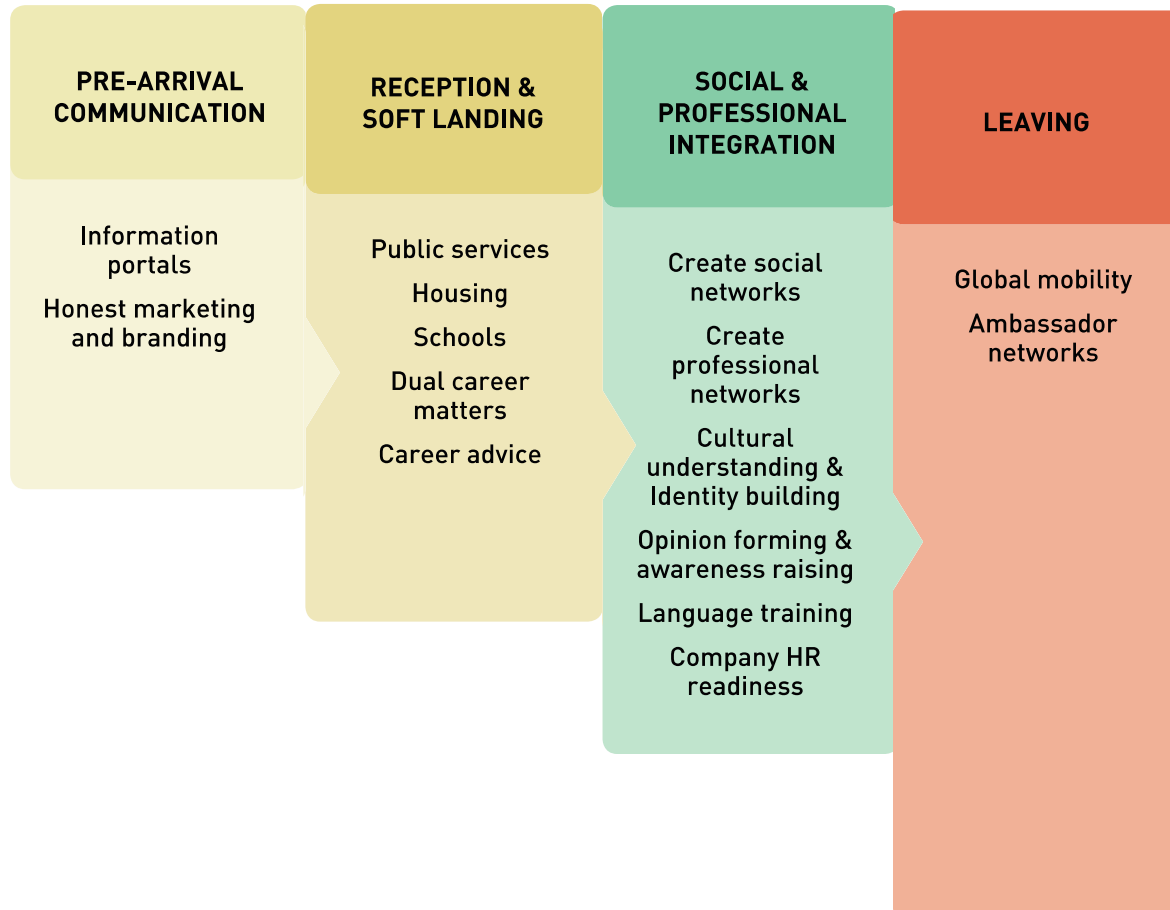 PRE-ARRIVAL
COMMUNICATION
Information
portals
Honest marketing
and branding
RECEPTION &
SOFT LANDING
Public services
Housing
Schools
Dual career
matters
Career advice
SOCIAL &
PROFESSIONAL
INTEGRATION
Create social
networks
Create
professional
networks
Cultural
understanding &
Identity building
Opinion forming &
awareness raising
Language training
Company HR
readiness
LEAVING
Global mobility
Ambassador
networks